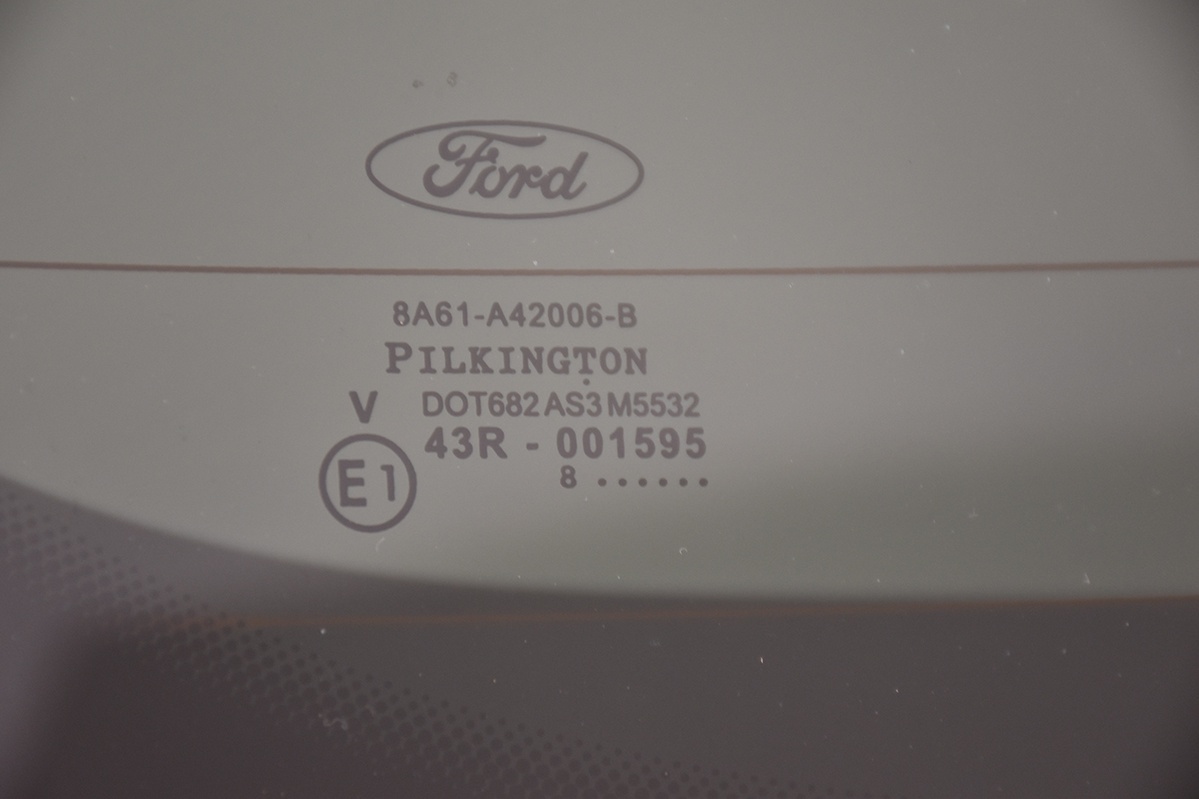 Ford
8A61-A42006-B
PILKINGTON
V DOT682 AS3 M5532
43R - 001595
E1
8 ......